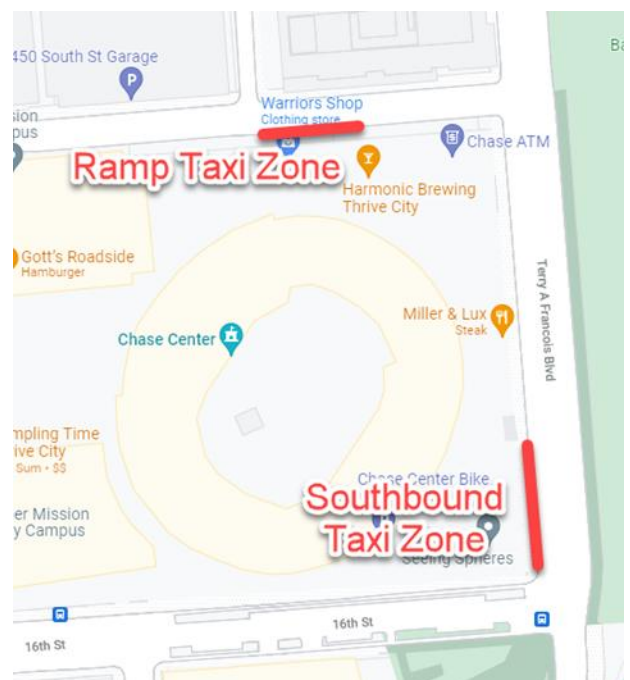 450 South St Garage
P
Ba
Warriors Shop
Clothing store
Chase ATM
Ramp Taxi Zone
Harmonic Brewing
Thrive City
Gott's Roadside
Hamburger
Terry A Francois Blvd
Miller & Lux
Steak
Chase Center
mpling Time
ive City
Sum • $$
Chase Center Bike
Southbound
Taxi Zone
er Mission
y Campus
Seeing Spheres
16th St
16th St